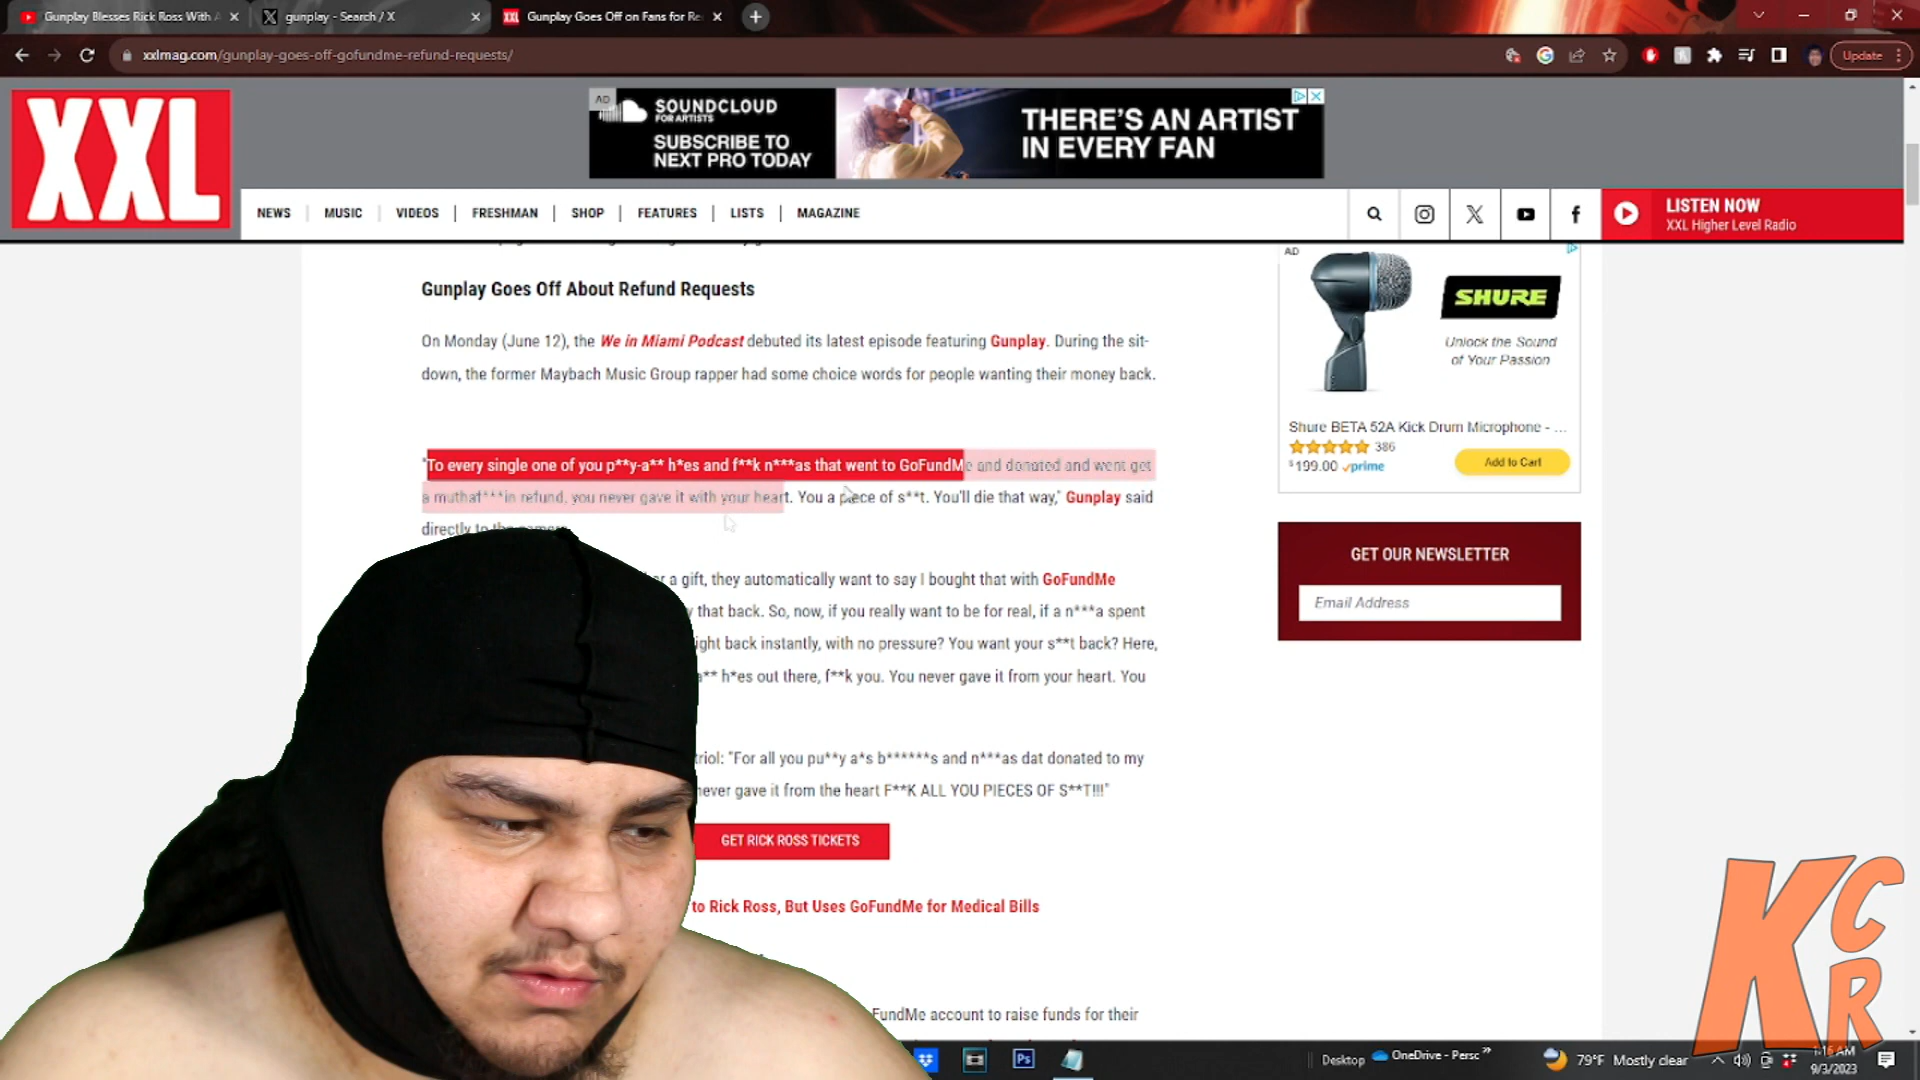 Gunplay Blesses Rick Ross With A
gunplay - Search / X
XXL
Gunplay Goes Off on Fans for Re
xxlmag.com/gunplay-goes-off-gofundme-refund-requests/
Update
XXL
AD
SOUNDCLOUD
FOR ARTISTS
SUBSCRIBE TO
NEXT PRO TODAY
THERE'S AN ARTIST
IN EVERY FAN
NEWS
MUSIC
VIDEOS
FRESHMAN
SHOP
FEATURES
LISTS
MAGAZINE
LISTEN NOW
XXL Higher Level Radio
Gunplay Goes Off About Refund Requests
On Monday (June 12), the We in Miami Podcast debuted its latest episode featuring Gunplay. During the sit-
down, the former Maybach Music Group rapper had some choice words for people wanting their money back.
"To every single one of you p**y-a** h*es and f**k n***as that went to GoFundMe and donated and went get
a muthaf***in refund, you never gave it with your heart. You a piece of s**t. You'll die that way," Gunplay said
directly to the camera.
a gift, they automatically want to say I bought that with GoFundMe
that back. So, now, if you really want to be for real, if a n***a spent
ight back instantly, with no pressure? You want your s**t back? Here,
a** h*es out there, f**k you. You never gave it from your heart. You
triol: "For all you pu**y a*s b******s and n***as dat donated to my
never gave it from the heart F**K ALL YOU PIECES OF S**T!!!"
GET RICK ROSS TICKETS
to Rick Ross, But Uses GoFundMe for Medical Bills
FundMe account to raise funds for their
AD
SHURE
Unlock the Sound
of Your Passion
Shure BETA 52A Kick Drum Microphone - ...
386
$199.00 prime
Add to Cart
GET OUR NEWSLETTER
Email Address
KCR
Ps
Desktop
OneDrive - Persc
79°F Mostly clear
1:16 AM
9/3/2023